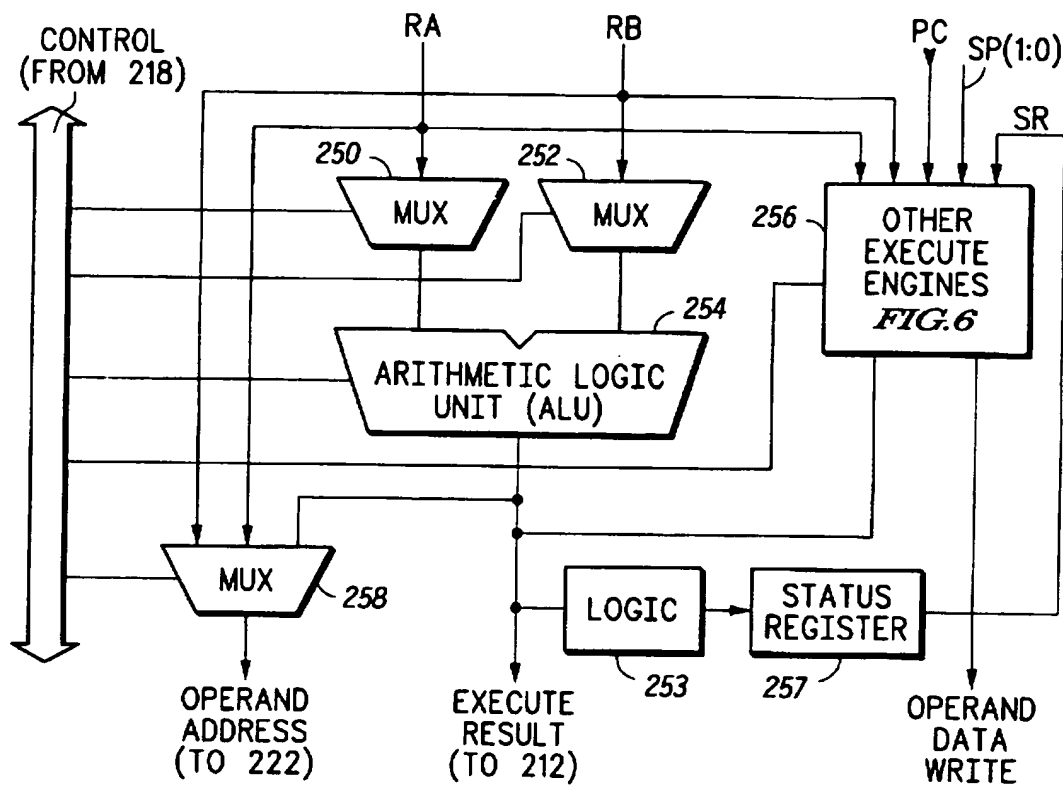 CONTROL
(FROM 218)
RA
RB
PC
SP(1:0)
SR
250
MUX
252
MUX
256
OTHER
EXECUTE
ENGINES
FIG.6
254
ARITHMETIC LOGIC
UNIT (ALU)
MUX
258
LOGIC
253
STATUS
REGISTER
257
OPERAND
ADDRESS
(TO 222)
EXECUTE
RESULT
(TO 212)
OPERAND
DATA
WRITE